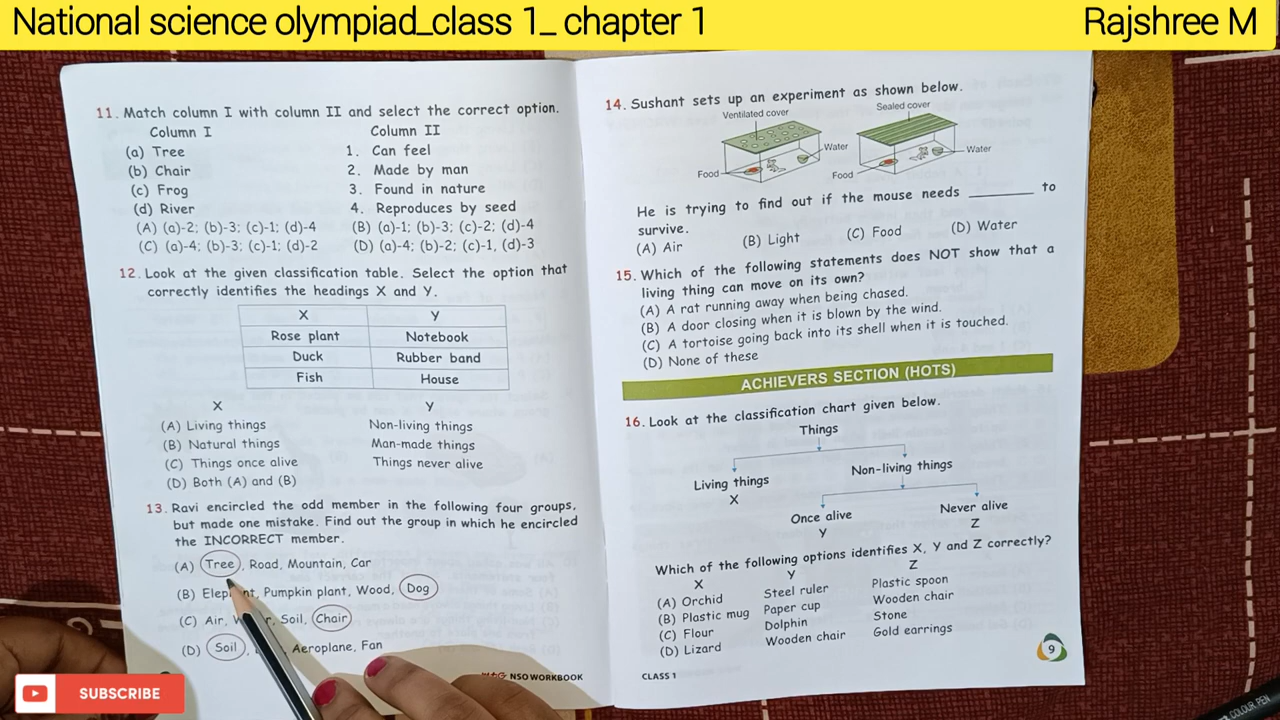 National science olympiad_class 1_ chapter 1
Rajshree M
11. Match column I with column II and select the correct option.
Column I Column II
(a) Tree 1. Can feel
(b) Chair 2. Made by man
(c) Frog 3. Found in nature
(d) River 4. Reproduces by seed
(A) (a)-2; (b)-3; (c)-1; (d)-4 (B) (a)-1; (b)-3; (c)-2; (d)-4
(C) (a)-4; (b)-3; (c)-1; (d)-2 (D) (a)-4; (b)-2; (c)-1, (d)-3
12. Look at the given classification table. Select the option that
correctly identifies the headings X and Y.
X Y
Rose plant Notebook
Duck Rubber band
Fish House
X Y
(A) Living things Non-living things
(B) Natural things Man-made things
(C) Things once alive Things never alive
(D) Both (A) and (B)
13. Ravi encircled the odd member in the following four groups,
but made one mistake. Find out the group in which he encircled
the INCORRECT member.
(A) Tree, Road, Mountain, Car
(B) Pumpkin plant, Wood, Dog
(C) Air, Soil, Chair
(D) Soil, Aeroplane, Fan
NSO WORKBOOK
SUBSCRIBE
14. Sushant sets up an experiment as shown below.
Ventilated cover Sealed cover
Water Water
Food Food
He is trying to find out if the mouse needs ________ to
survive.
(A) Air (B) Light (C) Food (D) Water
15. Which of the following statements does NOT show that a
living thing can move on its own?
(A) A rat running away when being chased.
(B) A door closing when it is blown by the wind.
(C) A tortoise going back into its shell when it is touched.
(D) None of these
ACHIEVERS SECTION (HOTS)
16. Look at the classification chart given below.
Things
Living things Non-living things
X
Once alive Never alive
Y Z
Which of the following options identifies X, Y and Z correctly?
X Y Z
(A) Orchid Steel ruler Plastic spoon
(B) Plastic mug Paper cup Wooden chair
(C) Flour Dolphin Stone
(D) Lizard Wooden chair Gold earrings
CLASS 1
9
COLOUR PEN